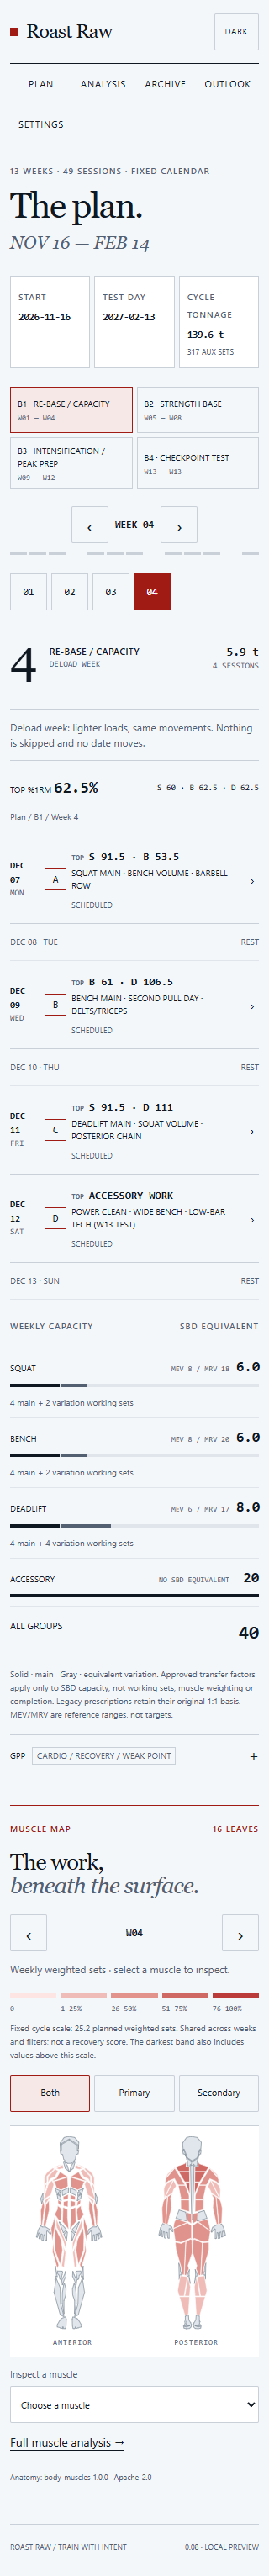 Roast Raw
DARK
PLAN ANALYSIS ARCHIVE OUTLOOK
SETTINGS
13 WEEKS · 49 SESSIONS · FIXED CALENDAR
The plan.
NOV 16 — FEB 14
START
2026-11-16
TEST DAY
2027-02-13
CYCLE
TONNAGE
139.6 t
317 AUX SETS
B1 · RE-BASE / CAPACITY
W01 — W04
B2 · STRENGTH BASE
W05 — W08
B3 · INTENSIFICATION /
PEAK PREP
W09 — W12
B4 · CHECKPOINT TEST
W13 — W13
‹ WEEK 04 ›
01 02 03 04
4
RE-BASE / CAPACITY
DELOAD WEEK
5.9 t
4 SESSIONS
Deload week: lighter loads, same movements. Nothing
is skipped and no date moves.
TOP %1RM 62.5% S 60 · B 62.5 · D 62.5
Plan / B1 / Week 4
DEC
07
MON
A
TOP S 91.5 · B 53.5
SQUAT MAIN · BENCH VOLUME · BARBELL
ROW
SCHEDULED
›
DEC 08 · TUE REST
DEC
09
WED
B
TOP B 61 · D 106.5
BENCH MAIN · SECOND PULL DAY ·
DELTS/TRICEPS
SCHEDULED
›
DEC 10 · THU REST
DEC
11
FRI
C
TOP S 91.5 · D 111
DEADLIFT MAIN · SQUAT VOLUME ·
POSTERIOR CHAIN
SCHEDULED
›
DEC
12
SAT
D
TOP ACCESSORY WORK
POWER CLEAN · WIDE BENCH · LOW-BAR
TECH (W13 TEST)
SCHEDULED
›
DEC 13 · SUN REST
WEEKLY CAPACITY SBD EQUIVALENT
SQUAT MEV 8 / MRV 18 6.0
4 main + 2 variation working sets
BENCH MEV 8 / MRV 20 6.0
4 main + 2 variation working sets
DEADLIFT MEV 6 / MRV 17 8.0
4 main + 4 variation working sets
ACCESSORY NO SBD EQUIVALENT 20
ALL GROUPS 40
Solid · main Gray · equivalent variation. Approved transfer factors
apply only to SBD capacity, not working sets, muscle weighting or
completion. Legacy prescriptions retain their original 1:1 basis.
MEV/MRV are reference ranges, not targets.
GPP CARDIO / RECOVERY / WEAK POINT +
MUSCLE MAP 16 LEAVES
The work,
beneath the surface.
‹ W04 ›
Weekly weighted sets · select a muscle to inspect.
0 1–25% 26–50% 51–75% 76–100%
Fixed cycle scale: 25.2 planned weighted sets. Shared across weeks
and filters; not a recovery score. The darkest band also includes
values above this scale.
Both Primary Secondary
ANTERIOR POSTERIOR
Inspect a muscle
Choose a muscle
Full muscle analysis →
Anatomy: body-muscles 1.0.0 · Apache-2.0
ROAST RAW / TRAIN WITH INTENT 0.08 · LOCAL PREVIEW